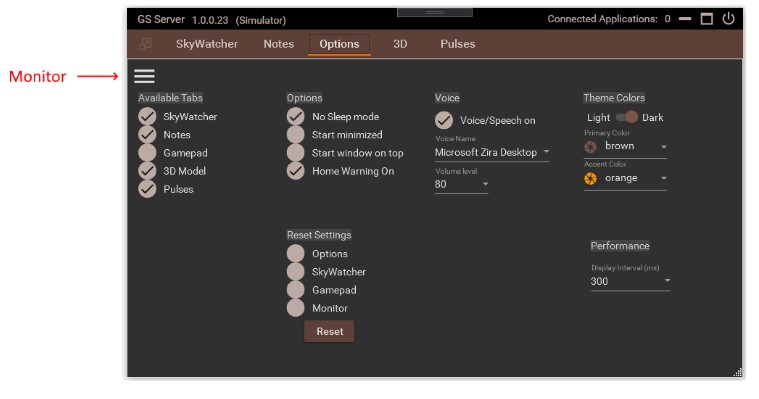 GS Server 1.0.0.23 (Simulator)
Connected Applications: 0
SkyWatcher Notes Options 3D Pulses
Monitor
Available Tabs
SkyWatcher
Notes
Gamepad
3D Model
Pulses
Options
No Sleep mode
Start minimized
Start window on top
Home Warning On
Voice
Voice/Speech on
Voice Name
Microsoft Zira Desktop
Volume level
80
Theme Colors
Light Dark
Primary Color
brown
Accent Color
orange
Reset Settings
Options
SkyWatcher
Gamepad
Monitor
Reset
Performance
Display Interval (ms)
300